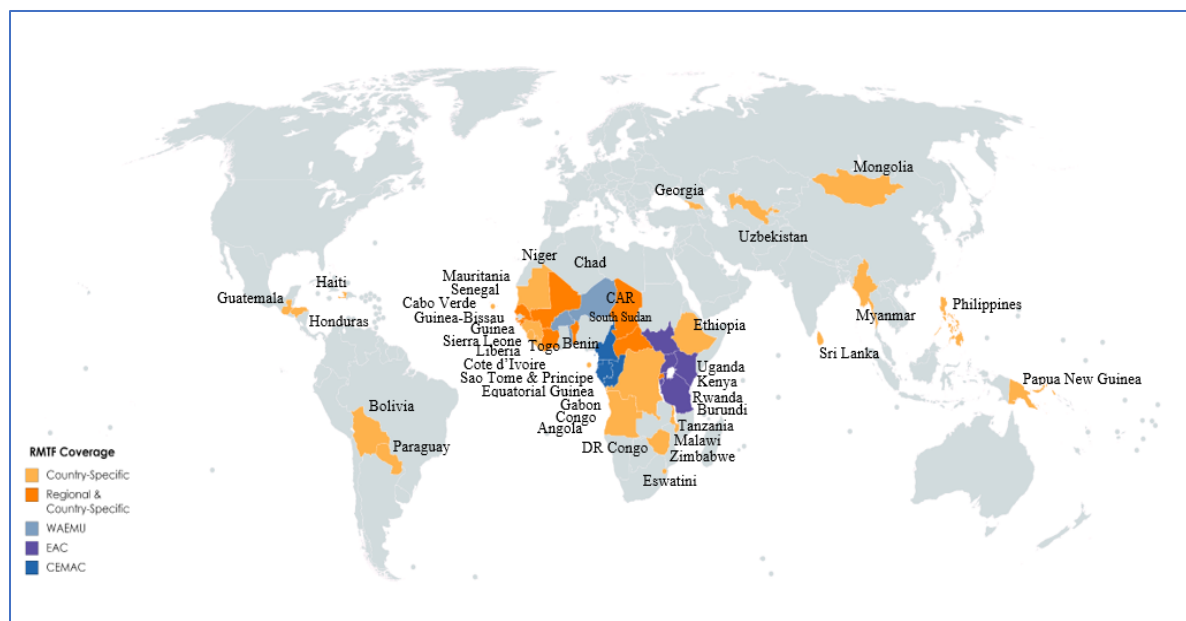 Mongolia
Georgia
Uzbekistan
Niger
Chad
Mauritania
Senegal
Haiti
Cabo Verde
CAR
Guatemala
Guinea-Bissau
South Sudan
Honduras
Guinea
Ethiopia
Philippines
Myanmar
Sierra Leone
Togo
Benin
Liberia
Sri Lanka
Cote d'Ivoire
Uganda
Sao Tome & Principe
Kenya
Papua New Guinea
Equatorial Guinea
Rwanda
Bolivia
Gabon
Burundi
Congo
Angola
Tanzania
Paraguay
DR Congo
Malawi
Zimbabwe
Eswatini
RMTF Coverage
Country-Specific
Regional &
Country-Specific
WAEMU
EAC
CEMAC